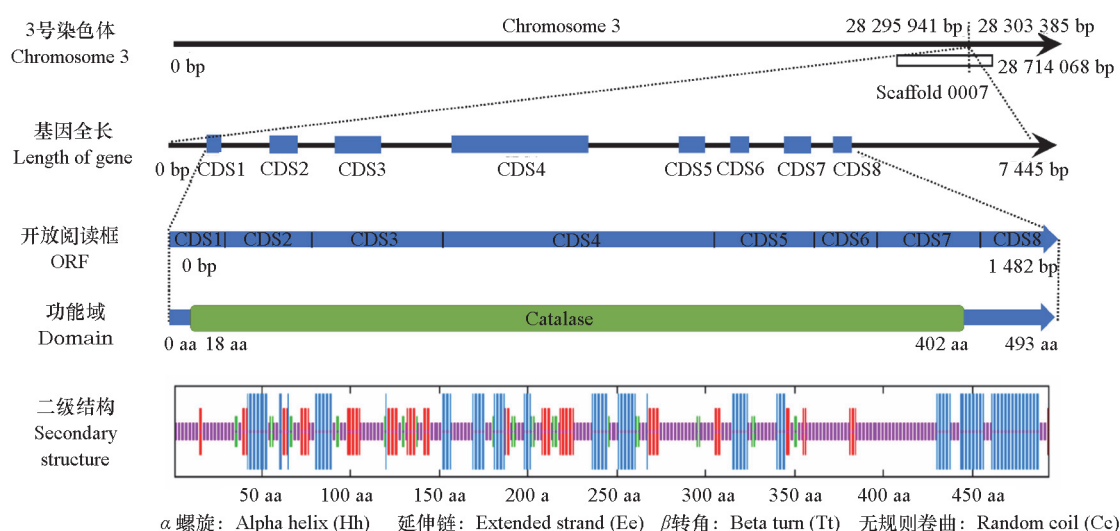 3号染色体
Chromosome 3
Chromosome 3
28 295 941 bp
28 303 385 bp
0 bp
28 714 068 bp
Scaffold 0007
基因全长
Length of gene
0 bp
CDS1
CDS2
CDS3
CDS4
CDS5
CDS6
CDS7
CDS8
7 445 bp
开放阅读框
ORF
CDS1
CDS2
CDS3
CDS4
CDS5
CDS6
CDS7
CDS8
0 bp
1 482 bp
功能域
Domain
Catalase
0 aa
18 aa
402 aa
493 aa
二级结构
Secondary
structure
50 aa
100 aa
150 aa
200 a
250 aa
300 aa
350 aa
400 aa
450 aa
α 螺旋：Alpha helix (Hh) 延伸链：Extended strand (Ee) β转角：Beta turn (Tt) 无规则卷曲：Random coil (Cc)